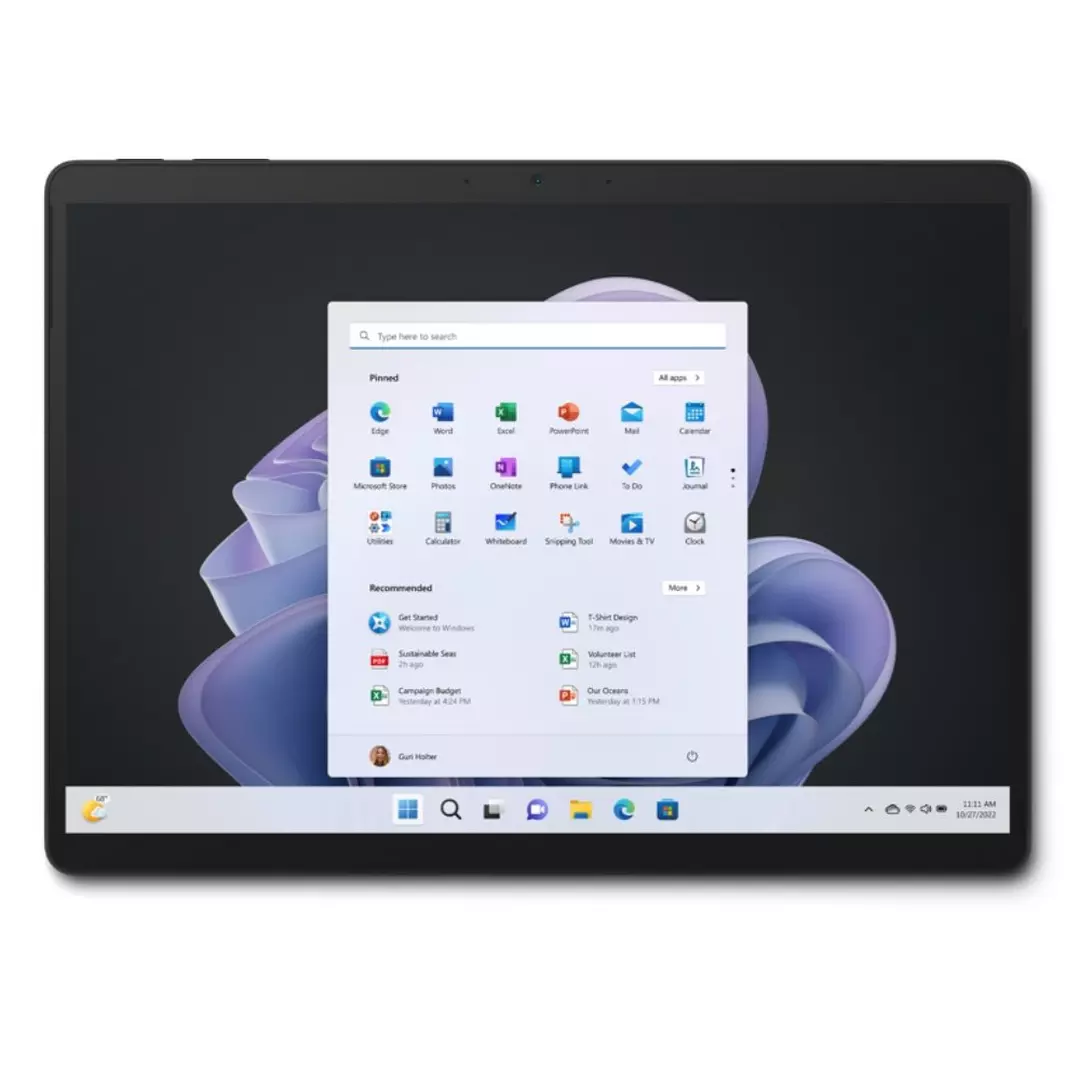 Type here to search
Pinned
All apps
Edge
Word
Excel
PowerPoint
Mail
Calendar
Microsoft Store
Photos
OneNote
Phone Link
To Do
Journal
Utilities
Calculator
Whiteboard
Snipping Tool
Movies & TV
Clock
Recommended
More
Get Started
Welcome to Windows
T-Shirt Design
17m ago
Sustainable Seas
2h ago
Volunteer List
12h ago
Campaign Budget
Yesterday at 4:24 PM
Our Oceans
Yesterday at 1:15 PM
Guri Holter
68°
11:11 AM
10/27/2022